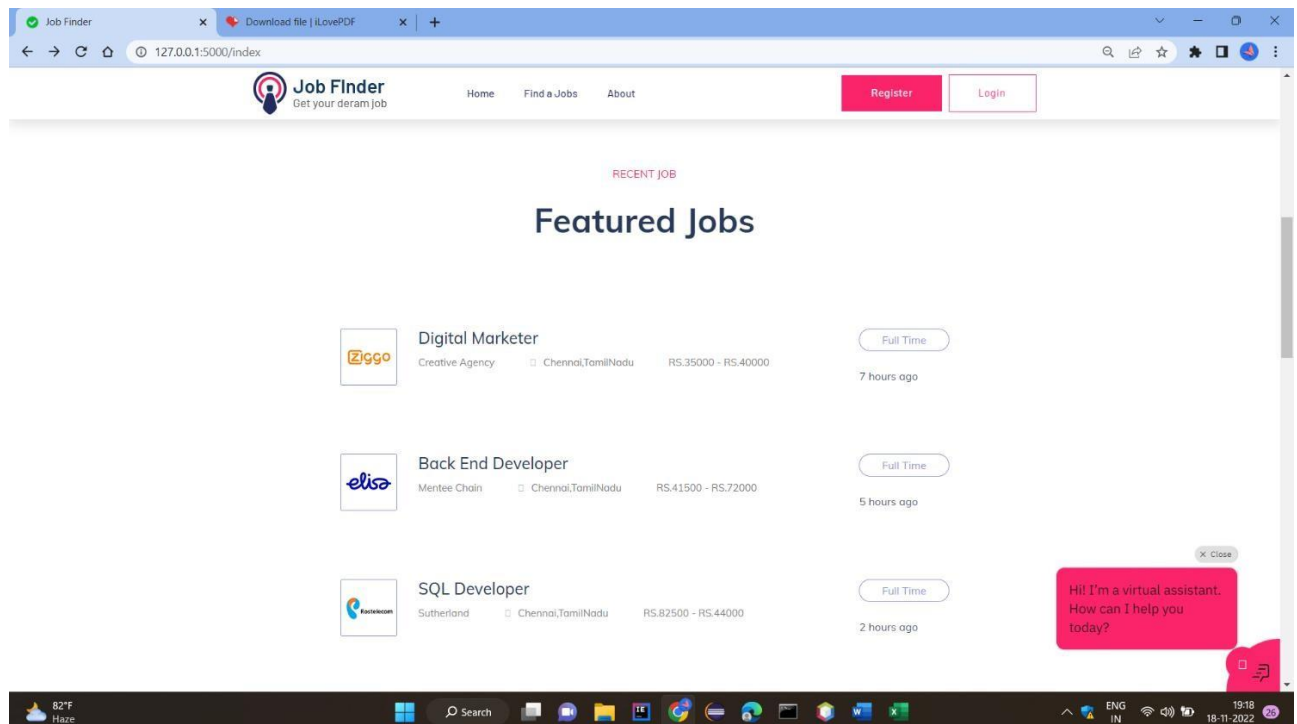 Job Finder
Download file | iLovePDF
127.0.0.1:5000/index
Job FInder
Get your deram job
Home Find a Jobs About
Register Login
RECENT JOB
Featured Jobs
Ziggo
Digital Marketer
Creative Agency Chennai,TamilNadu RS.35000 - RS.40000
Full Time
7 hours ago
elisa
Back End Developer
Mentee Chain Chennai,TamilNadu RS.41500 - RS.72000
Full Time
5 hours ago
Rostelecom
SQL Developer
Sutherland Chennai,TamilNadu RS.82500 - RS.44000
Full Time
2 hours ago
× Close
Hi! I'm a virtual assistant.
How can I help you
today?
82°F
Haze
Search
ENG
IN
19:18
18-11-2022
26